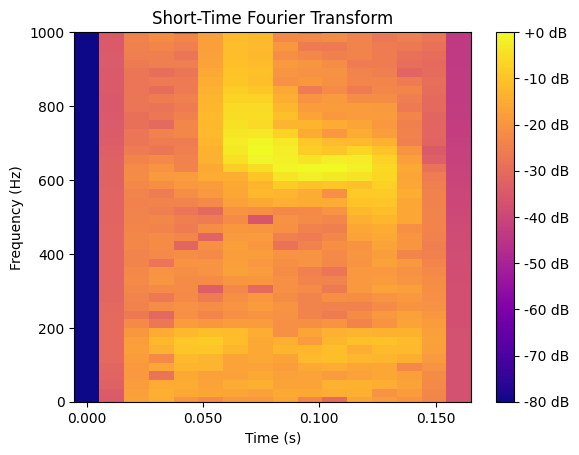 Short-Time Fourier Transform
1000
800
600
400
200
0
Frequency (Hz)
0.000
0.050
0.100
0.150
Time (s)
+0 dB
-10 dB
-20 dB
-30 dB
-40 dB
-50 dB
-60 dB
-70 dB
-80 dB